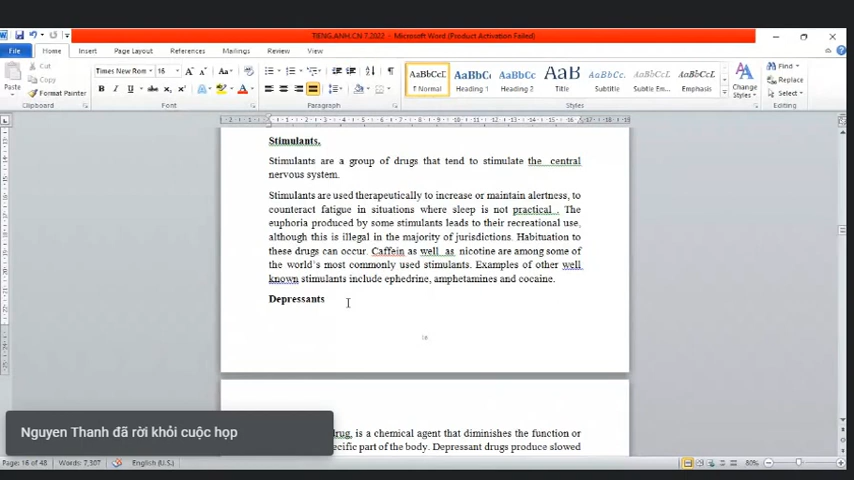 TIENG.ANH.CN 7.2022 - Microsoft Word (Product Activation Failed)
File Home Insert Page Layout References Mailings Review View
Cut
Copy
Format Painter
Paste
Clipboard
Times New Rom 16
Font
Paragraph
AaBbCcD AaBbC AaBbCc AaB AaBbCc. AaBbCcL AaBbCcL
¶ Normal Heading 1 Heading 2 Title Subtitle Subtle Em... Emphasis
Change
Styles
Styles
Find
Replace
Select
Editing
Stimulants.
Stimulants are a group of drugs that tend to stimulate the central
nervous system.
Stimulants are used therapeutically to increase or maintain alertness, to
counteract fatigue in situations where sleep is not practical . The
euphoria produced by some stimulants leads to their recreational use,
although this is illegal in the majority of jurisdictions. Habituation to
these drugs can occur. Caffein as well as nicotine are among some of
the world's most commonly used stimulants. Examples of other well
known stimulants include ephedrine, amphetamines and cocaine.
Depressants
16
drug, is a chemical agent that diminishes the function or
part of the body. Depressant drugs produce slowed
Nguyen Thanh đã rời khỏi cuộc họp
Page: 16 of 48 Words: 7,307 English (U.S.)
80%